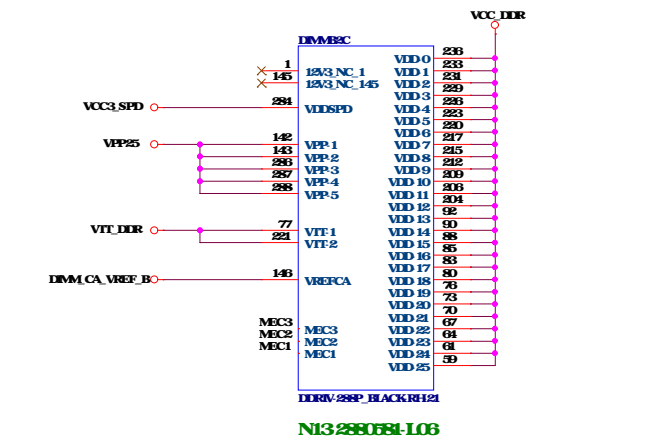 VCC_DDR
DIMMB2C
1 12V3_NC_1
145 12V3_NC_145
VCC3_SPD 284 VDDSPD
VPP25 142 VPP-1
143 VPP-2
286 VPP-3
287 VPP-4
288 VPP-5
VTT_DDR 77 VTT-1
221 VTT-2
DIMM_CA_VREF_B 146 VREFCA
MEC3 MEC3
MEC2 MEC2
MEC1 MEC1
VDD-0 236
VDD-1 233
VDD-2 231
VDD-3 229
VDD-4 226
VDD-5 223
VDD-6 220
VDD-7 217
VDD-8 215
VDD-9 212
VDD-10 209
VDD-11 206
VDD-12 204
VDD-13 92
VDD-14 90
VDD-15 88
VDD-16 85
VDD-17 83
VDD-18 80
VDD-19 76
VDD-20 73
VDD-21 70
VDD-22 67
VDD-23 64
VDD-24 61
VDD-25 59
DDRIV-288P_BLACK-RH-21
N13-2880581-L06